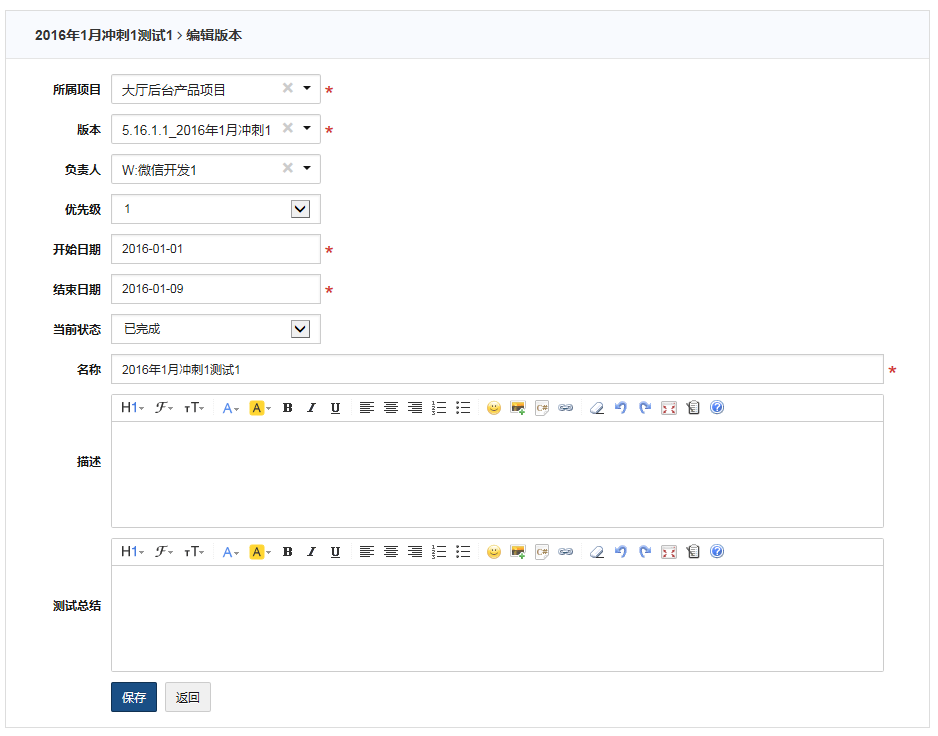 2016年1月冲刺1测试1 > 编辑版本
所属项目 大厅后台产品项目 *
版本 5.16.1.1_2016年1月冲刺1 *
负责人 W:微信开发1
优先级 1
开始日期 2016-01-01 *
结束日期 2016-01-09 *
当前状态 已完成
名称 2016年1月冲刺1测试1 *
H1 ℱ тT A A B I U C#
描述
H1 ℱ тT A A B I U C#
测试总结
保存 返回